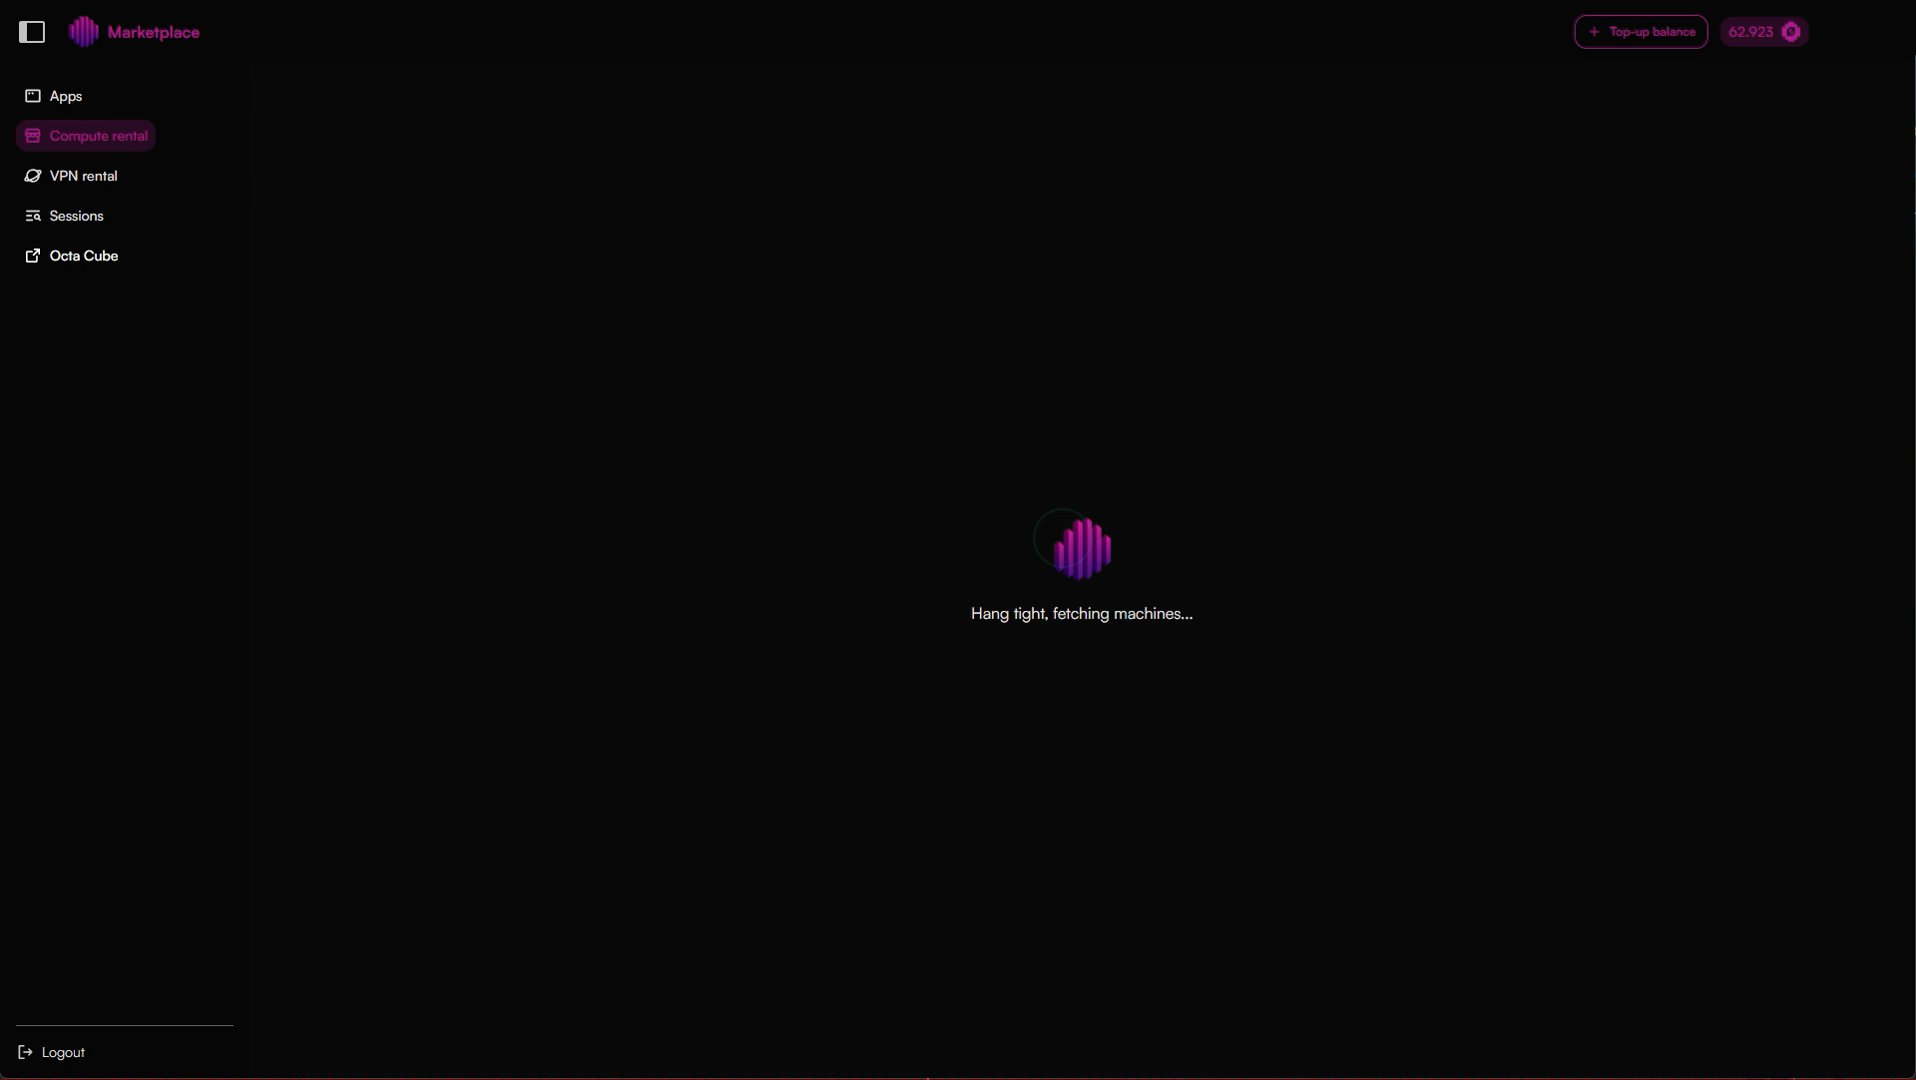 Marketplace
Top-up balance
62.923
Apps
Compute rental
VPN rental
Sessions
Octa Cube
Hang tight, fetching machines...
Logout